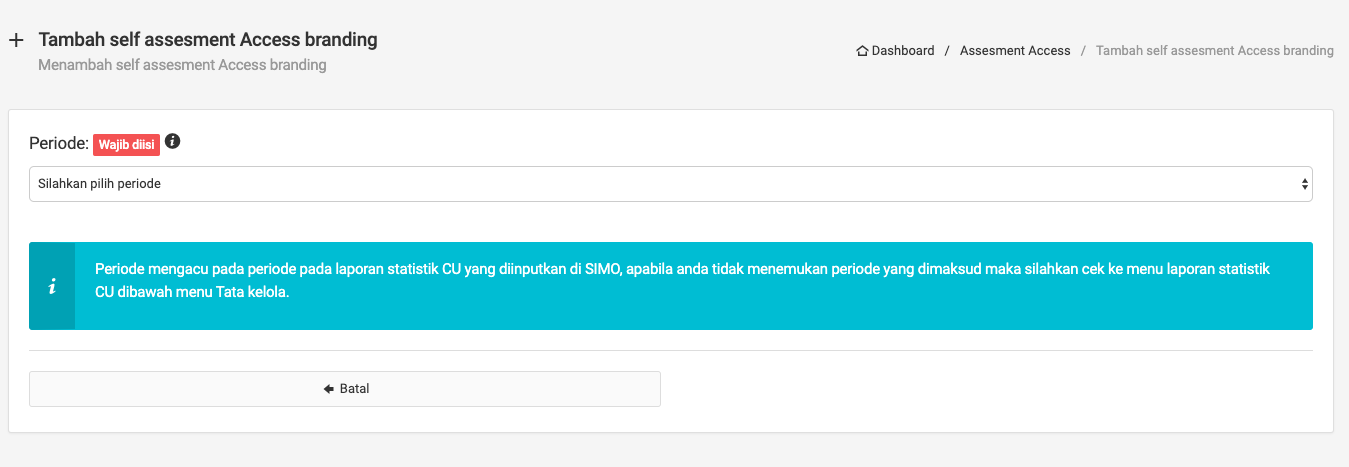 Tambah self assesment Access branding
Menambah self assesment Access branding
Dashboard / Assesment Access / Tambah self assesment Access branding
Periode: Wajib diisi
Silahkan pilih periode
Periode mengacu pada periode pada laporan statistik CU yang diinputkan di SIMO, apabila anda tidak menemukan periode yang dimaksud maka silahkan cek ke menu laporan statistik
CU dibawah menu Tata kelola.
Batal